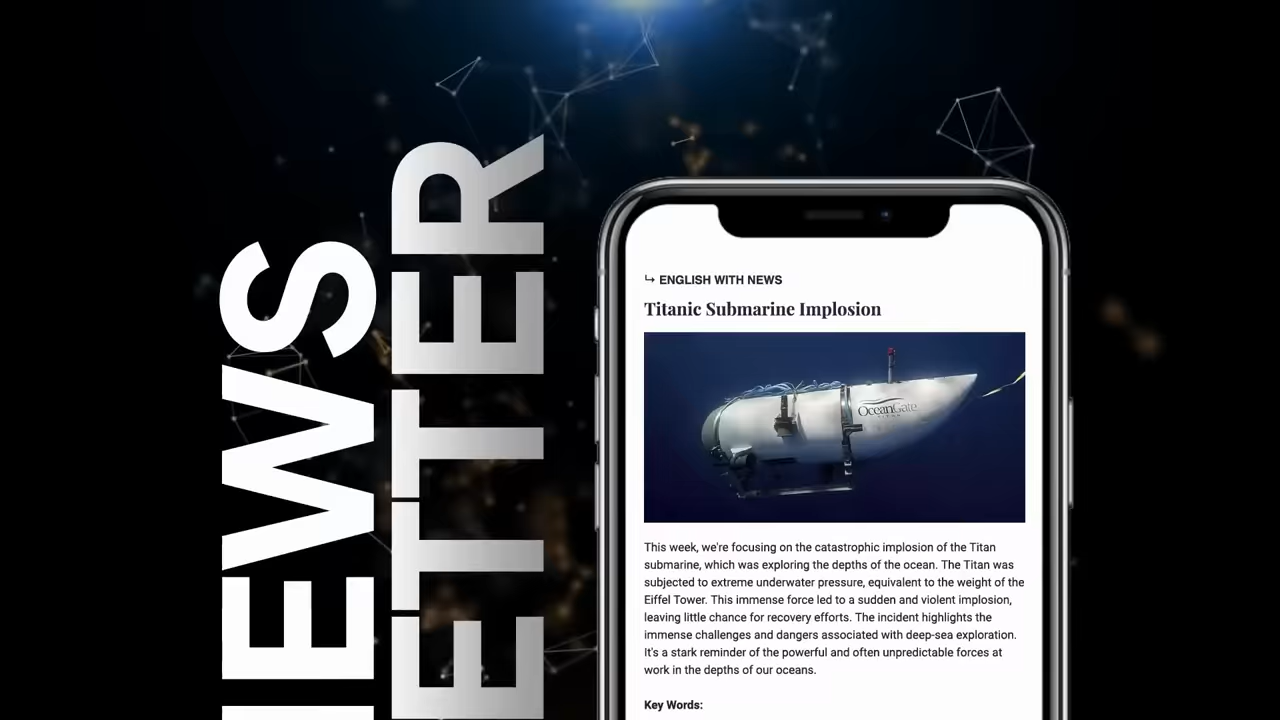 NEWS
LETTER
↳ ENGLISH WITH NEWS
Titanic Submarine Implosion
OceanGate
This week, we're focusing on the catastrophic implosion of the Titan
submarine, which was exploring the depths of the ocean. The Titan was
subjected to extreme underwater pressure, equivalent to the weight of the
Eiffel Tower. This immense force led to a sudden and violent implosion,
leaving little chance for recovery efforts. The incident highlights the
immense challenges and dangers associated with deep-sea exploration.
It's a stark reminder of the powerful and often unpredictable forces at
work in the depths of our oceans.
Key Words: